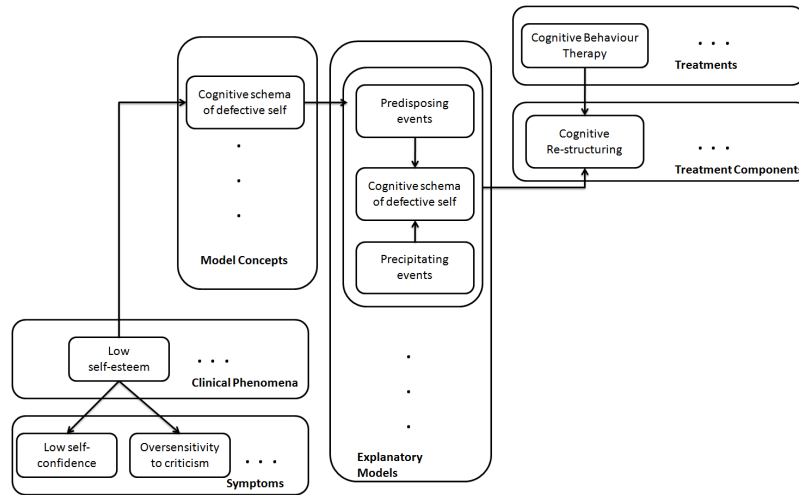 Cognitive Behaviour
Therapy
Treatments
Cognitive schema
of defective self
Model Concepts
Predisposing
events
Cognitive schema
of defective self
Precipitating
events
Explanatory
Models
Cognitive
Re-structuring
Treatment Components
Low
self-esteem
Clinical Phenomena
Low self-
confidence
Oversensitivity
to criticism
Symptoms